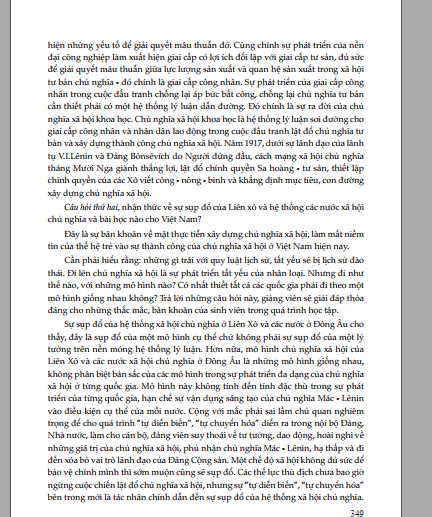 hiện những yếu tố để giải quyết mâu thuẫn đó. Cũng chính sự phát triển của nền
đại công nghiệp làm xuất hiện giai cấp có lợi ích đối lập với giai cấp tư sản, đủ sức
để giải quyết mâu thuẫn giữa lực lượng sản xuất và quan hệ sản xuất trong xã hội
tư bản chủ nghĩa - đó chính là giai cấp công nhân. Sự phát triển của giai cấp công
nhân trong cuộc đấu tranh chống lại áp bức bất công, chống lại chủ nghĩa tư bản
cần thiết phải có một hệ thống lý luận dẫn đường. Đó chính là sự ra đời của chủ
nghĩa xã hội khoa học. Chủ nghĩa xã hội khoa học là hệ thống lý luận soi đường cho
giai cấp công nhân và nhân dân lao động trong cuộc đấu tranh lật đổ chủ nghĩa tư
bản và xây dựng thành công chủ nghĩa xã hội. Năm 1917, dưới sự lãnh đạo của lãnh
tụ V.I.Lênin và Đảng Bônsêvích do Người đứng đầu, cách mạng xã hội chủ nghĩa
tháng Mười Nga giành thắng lợi, lật đổ chính quyền Sa hoàng - tư sản, thiết lập
chính quyền của các Xô viết công - nông - binh và khẳng định mục tiêu, con đường
xây dựng chủ nghĩa xã hội.
Câu hỏi thứ hai, nhận thức về sự sụp đổ của Liên xô và hệ thống các nước xã hội
chủ nghĩa và bài học nào cho Việt Nam?
Đây là sự băn khoăn về mặt thực tiễn xây dựng chủ nghĩa xã hội, làm mất niềm
tin của thế hệ trẻ vào sự thành công của chủ nghĩa xã hội ở Việt Nam hiện nay.
Cần phải hiểu rằng: những gì trái với quy luật lịch sử, tất yếu sẽ bị lịch sử đào
thải. Đi lên chủ nghĩa xã hội là sự phát triển tất yếu của nhân loại. Nhưng đi như
thế nào, với những mô hình nào? Có nhất thiết tất cả các quốc gia phải đi theo một
mô hình giống nhau không? Trả lời những câu hỏi này, giảng viên sẽ giải đáp thỏa
đáng cho những thắc mắc, băn khoăn của sinh viên trong quá trình học tập.
Sự sụp đổ của hệ thống xã hội chủ nghĩa ở Liên Xô và các nước ở Đông Âu cho
thấy, đây là sụp đổ của một mô hình cụ thể chứ không phải sự sụp đổ của một lý
tưởng trên nền móng hệ thống lý luận. Hơn nữa, mô hình chủ nghĩa xã hội của
Liên Xô và các nước xã hội chủ nghĩa ở Đông Âu là những mô hình giống nhau,
không phân biệt bản sắc của các mô hình trong sự phát triển đa dạng của chủ nghĩa
xã hội ở từng quốc gia. Mô hình này không tính đến tính đặc thù trong sự phát
triển của từng quốc gia, hạn chế sự vận dụng sáng tạo của chủ nghĩa Mác - Lênin
vào điều kiện cụ thể của mỗi nước. Cộng với mắc phải sai lầm chủ quan nghiêm
trọng để cho quá trình “tự diễn biến”, “tự chuyển hóa” diễn ra trong nội bộ Đảng,
Nhà nước, làm cho cán bộ, đảng viên suy thoái về tư tưởng, dao động, hoài nghi về
những giá trị của chủ nghĩa xã hội, phủ nhận chủ nghĩa Mác - Lênin, hạ thấp và đi
đến xóa bỏ vai trò lãnh đạo của Đảng Cộng sản. Một chế độ xã hội không đủ sức để
bảo vệ chính mình thì sớm muộn cũng sẽ sụp đổ. Các thế lực thù địch chưa bao giờ
ngừng cuộc chiến lật đổ chủ nghĩa xã hội, nhưng sự “tự diễn biến”, “tự chuyển hóa”
bên trong mới là tác nhân chính dẫn đến sự sụp đổ của hệ thống xã hội chủ nghĩa.
349